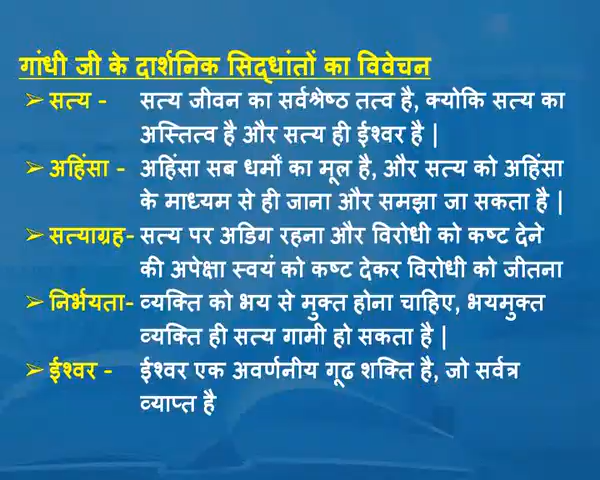 गांधी जी के दार्शनिक सिद्धांतों का विवेचन
➢ सत्य - सत्य जीवन का सर्वश्रेष्ठ तत्व है, क्योकि सत्य का
अस्तित्व है और सत्य ही ईश्वर है |
➢ अहिंसा - अहिंसा सब धर्मों का मूल है, और सत्य को अहिंसा
के माध्यम से ही जाना और समझा जा सकता है |
➢ सत्याग्रह- सत्य पर अडिग रहना और विरोधी को कष्ट देने
की अपेक्षा स्वयं को कष्ट देकर विरोधी को जीतना
➢ निर्भयता- व्यक्ति को भय से मुक्त होना चाहिए, भयमुक्त
व्यक्ति ही सत्य गामी हो सकता है |
➢ ईश्वर - ईश्वर एक अवर्णनीय गूढ शक्ति है, जो सर्वत्र
व्याप्त है